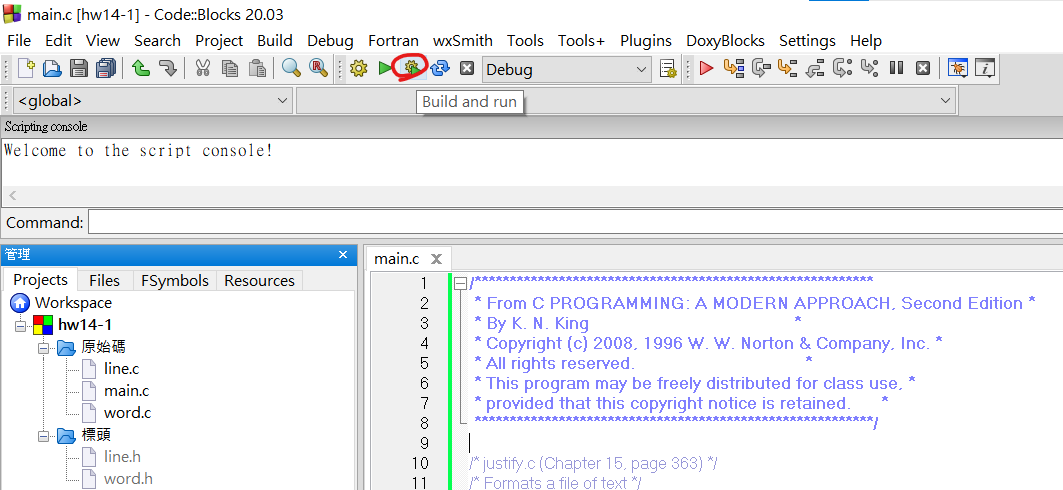 main.c [hw14-1] - Code::Blocks 20.03
File Edit View Search Project Build Debug Fortran wxSmith Tools Tools+ Plugins DoxyBlocks Settings Help
Debug
<global>
Build and run
Scripting console
Welcome to the script console!
Command:
管理
Projects Files FSymbols Resources
Workspace
hw14-1
原始碼
line.c
main.c
word.c
標頭
line.h
word.h
main.c
1 /*********************************************************
2 * From C PROGRAMMING: A MODERN APPROACH, Second Edition *
3 * By K. N. King *
4 * Copyright (c) 2008, 1996 W. W. Norton & Company, Inc. *
5 * All rights reserved. *
6 * This program may be freely distributed for class use, *
7 * provided that this copyright notice is retained. *
8 *********************************************************/
9
10 /* justify.c (Chapter 15, page 363) */
11 /* Formats a file of text */